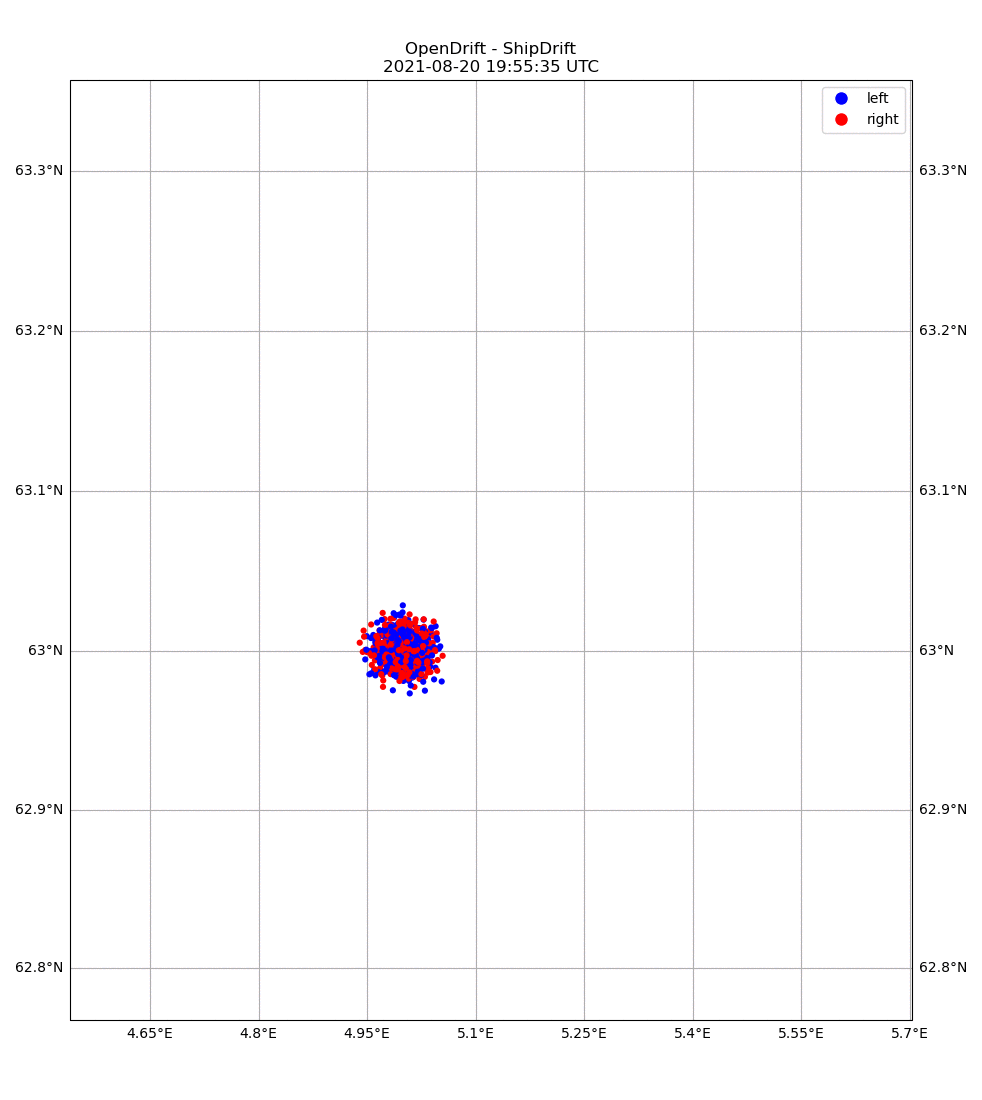 OpenDrift - ShipDrift
2021-08-20 19:55:35 UTC
left
right
63.3°N 63.3°N
63.2°N 63.2°N
63.1°N 63.1°N
63°N 63°N
62.9°N 62.9°N
62.8°N 62.8°N
4.65°E 4.8°E 4.95°E 5.1°E 5.25°E 5.4°E 5.55°E 5.7°E